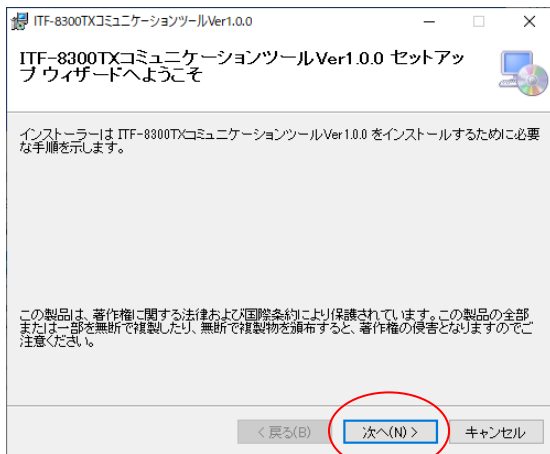 ITF-8300TXコミュニケーションツールVer1.0.0
ITF-8300TXコミュニケーションツールVer1.0.0 セットアッ
プ ウィザードへようこそ
インストーラーは ITF-8300TXコミュニケーションツールVer1.0.0 をインストールするために必要
な手順を示します。
この製品は、著作権に関する法律および国際条約により保護されています。この製品の全部
または一部を無断で複製したり、無断で複製物を頒布すると、著作権の侵害となりますのでご
注意ください。
< 戻る(B)
次へ(N) >
キャンセル